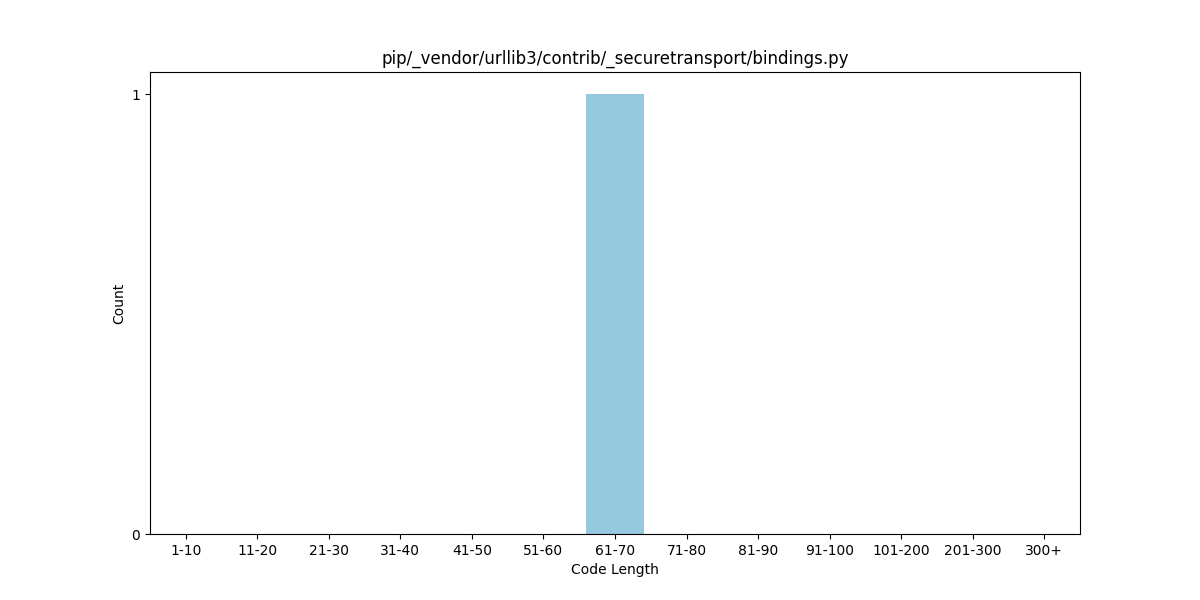 pip/_vendor/urllib3/contrib/_securetransport/bindings.py
1
Count
0
1-10 11-20 21-30 31-40 41-50 51-60 61-70 71-80 81-90 91-100 101-200 201-300 300+
Code Length